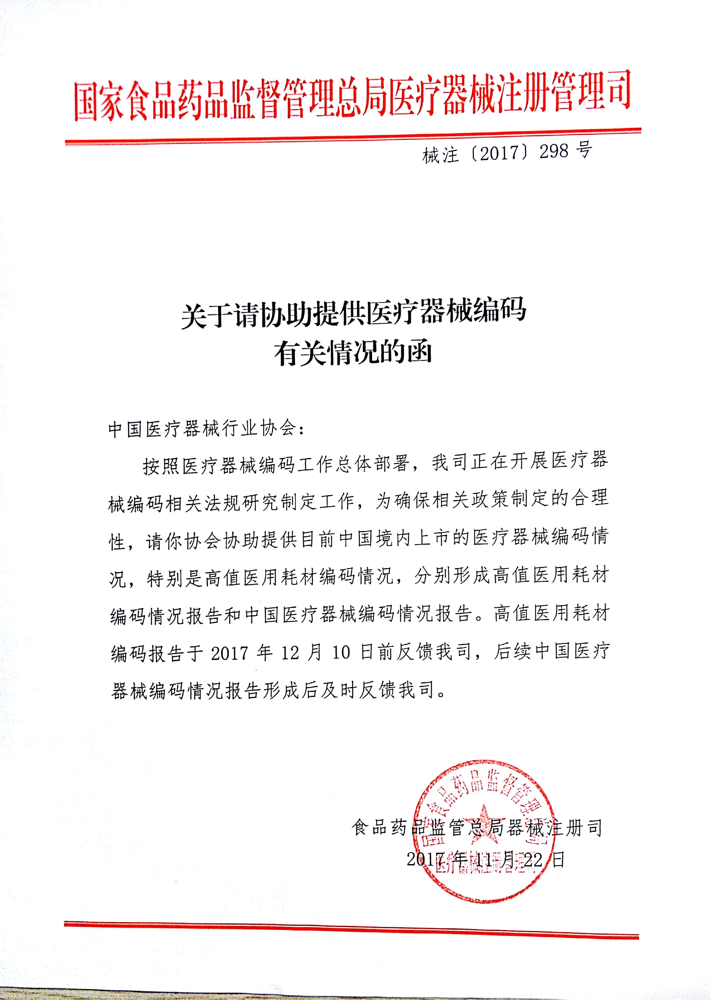 国家食品药品监督管理总局医疗器械注册管理司
械注〔2017〕298 号
关于请协助提供医疗器械编码
有关情况的函
中国医疗器械行业协会：
按照医疗器械编码工作总体部署，我司正在开展医疗器
械编码相关法规研究制定工作，为确保相关政策制定的合理
性，请你协会协助提供目前中国境内上市的医疗器械编码情
况，特别是高值医用耗材编码情况，分别形成高值医用耗材
编码情况报告和中国医疗器械编码情况报告。高值医用耗材
编码报告于 2017 年 12 月 10 日前反馈我司，后续中国医疗
器械编码情况报告形成后及时反馈我司。
国家食品药品监督管理总局
食品药品监管总局器械注册司
2017 年 11 月 22 日
医疗器械注册管理司